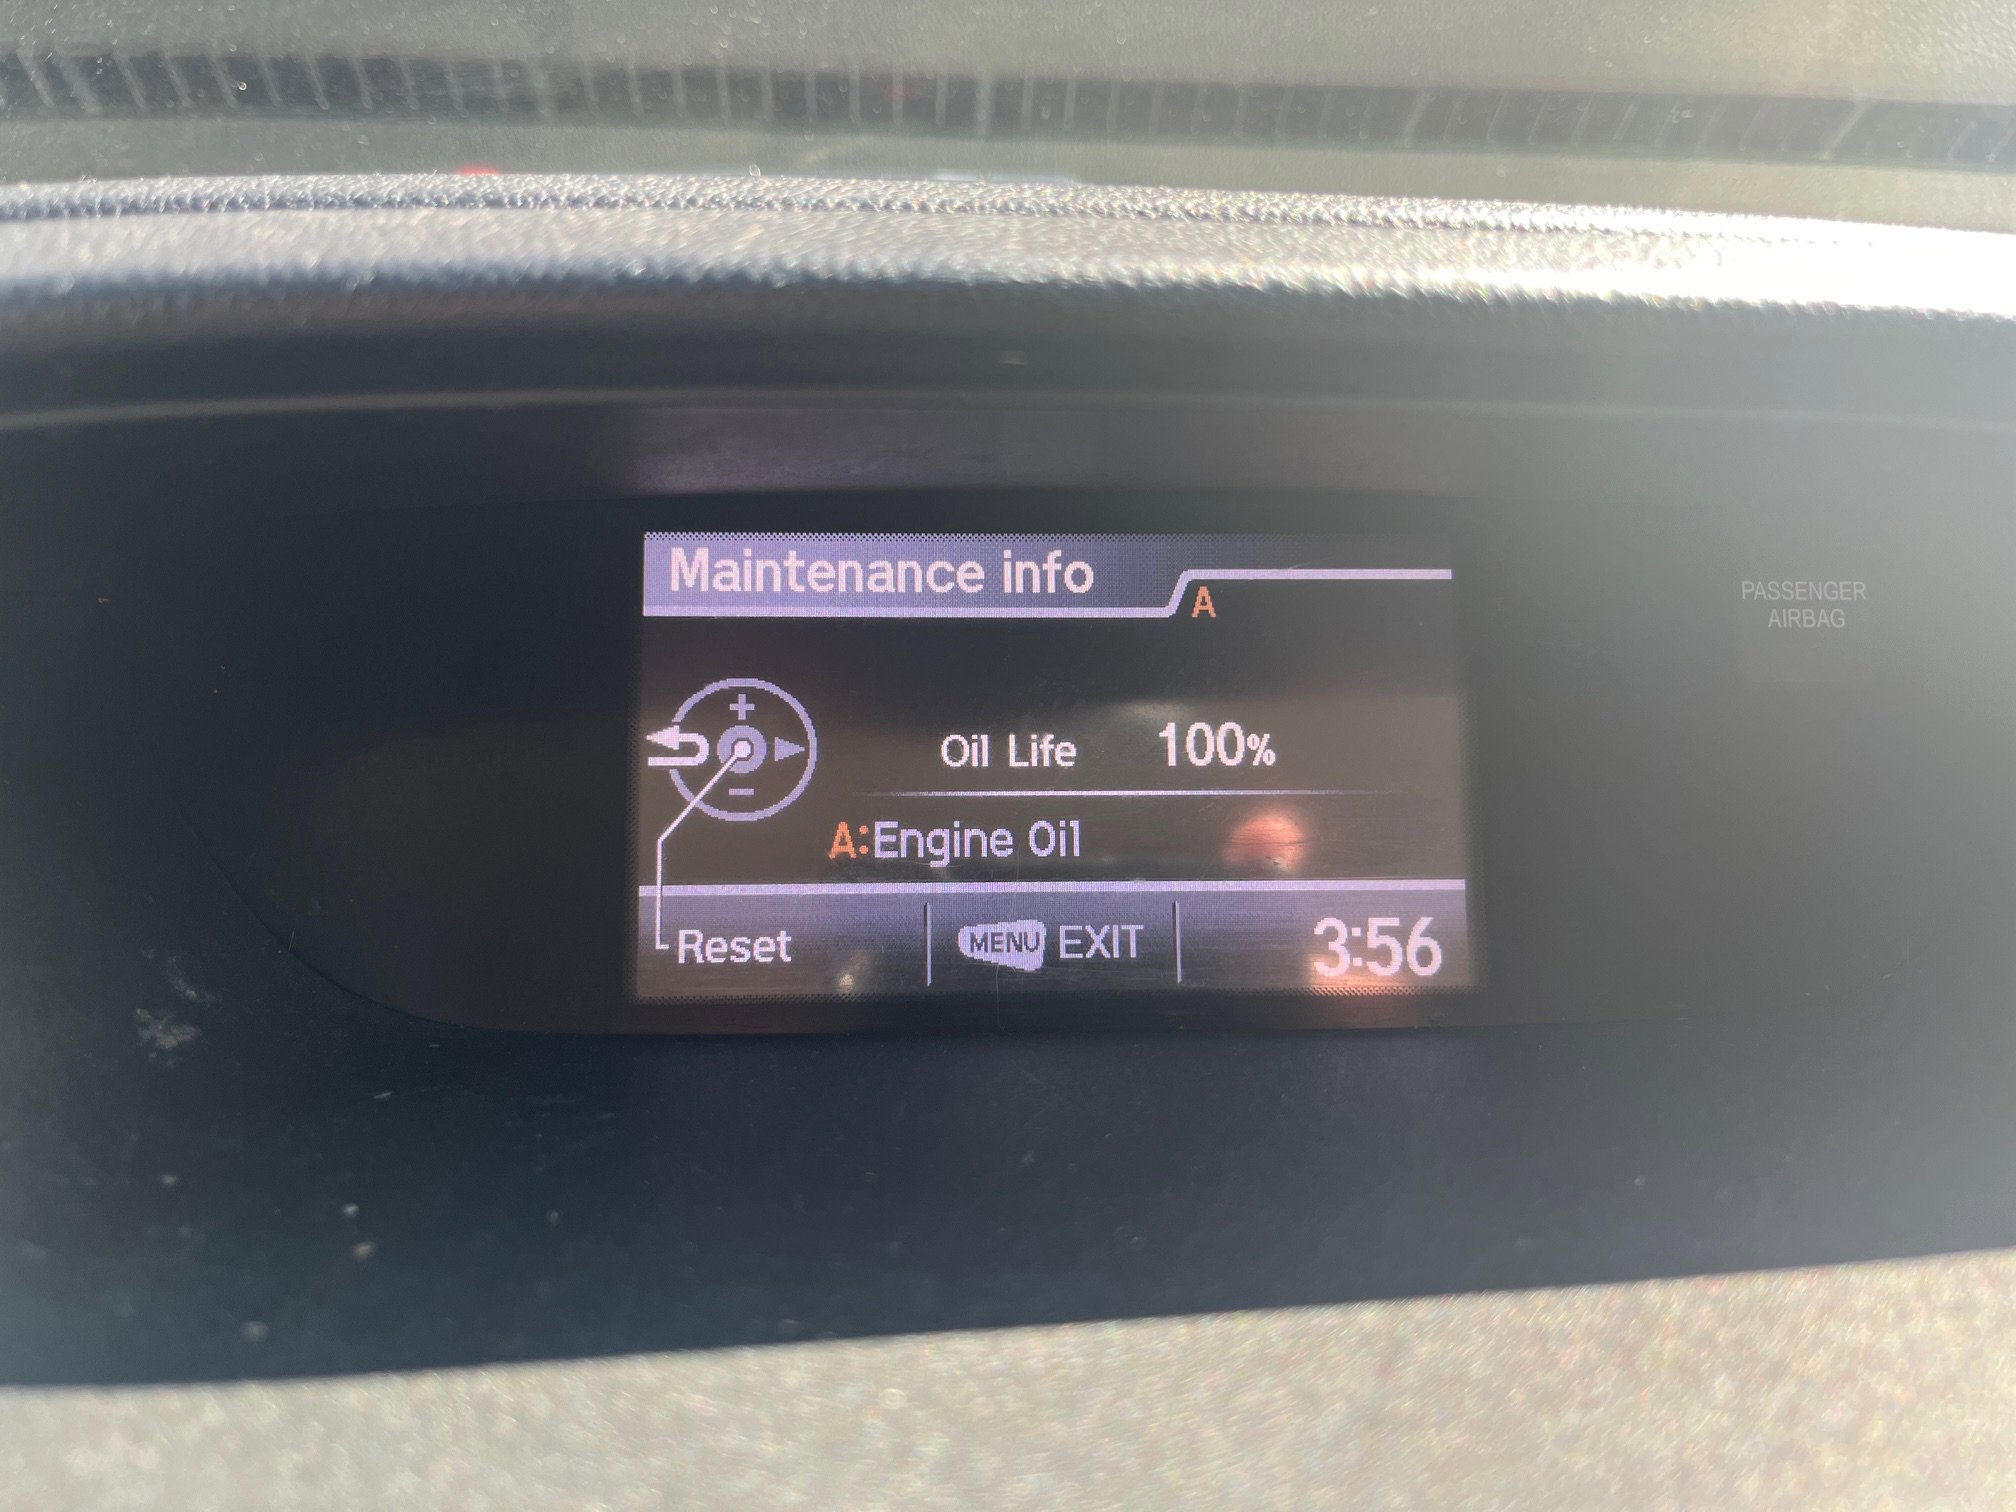 Maintenance info
A
PASSENGER
AIRBAG
+
Oil Life 100%
−
A:Engine Oil
Reset MENU EXIT 3:56